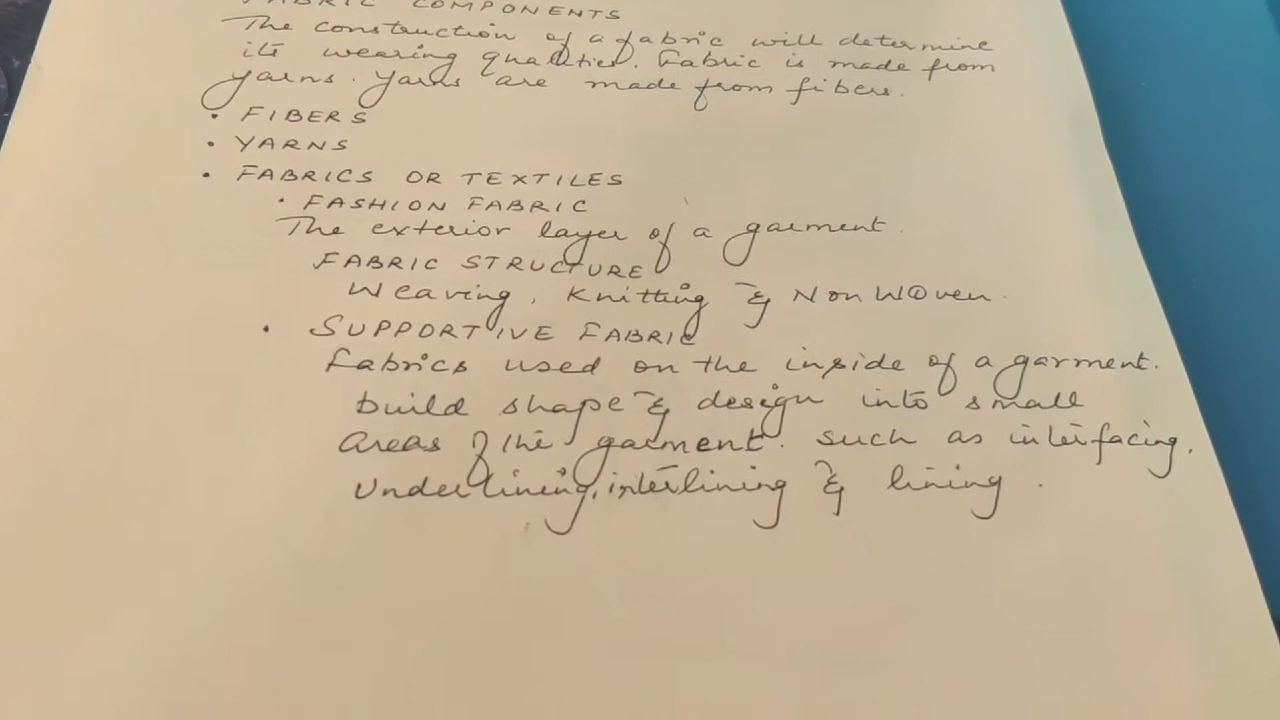 FABRIC COMPONENTS
The construction of a fabric will determine
its wearing qualities. Fabric is made from
yarns. Yarns are made from fibers.
• FIBERS
• YARNS
• FABRICS OR TEXTILES
• FASHION FABRIC
The exterior layer of a garment.
FABRIC STRUCTURE
Weaving, Knitting & Non Woven.
• SUPPORTIVE FABRIC
Fabrics used on the inside of a garment.
build shape & design into small
areas of the garment. such as interfacing,
Underlining, interlining & lining.